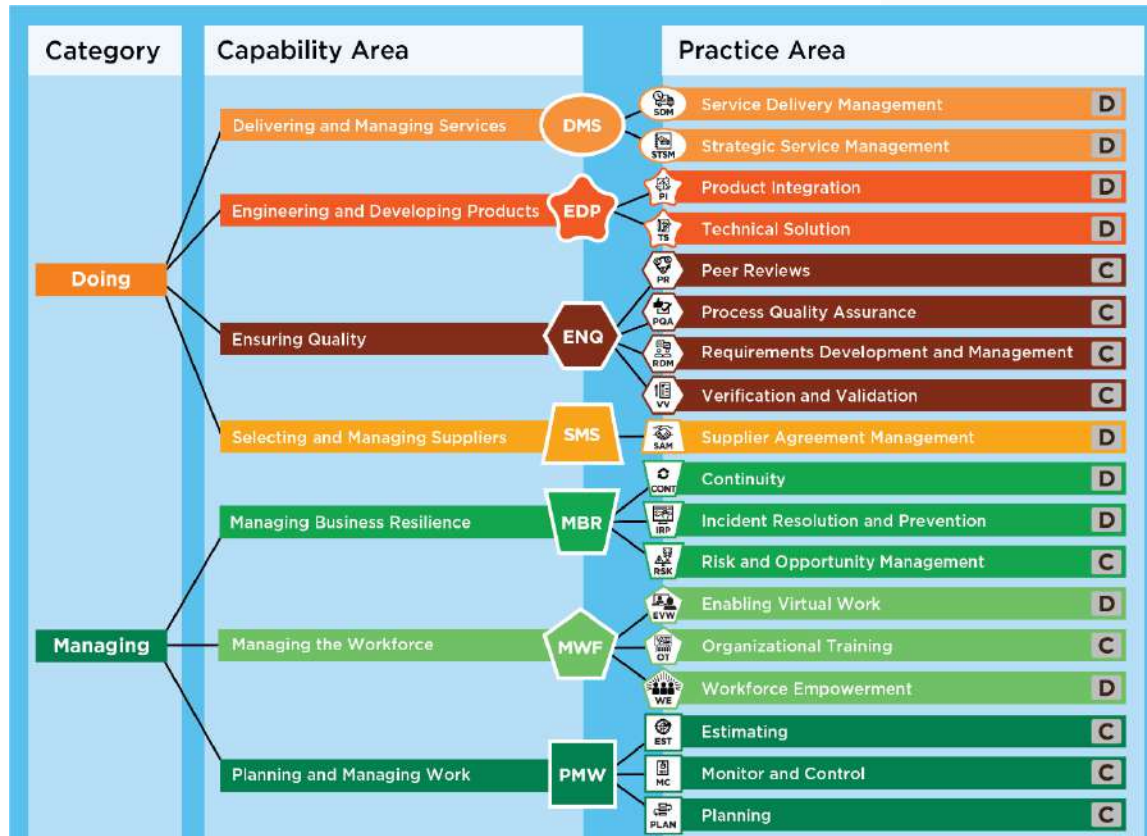 Category
Capability Area
Practice Area
Doing
Delivering and Managing Services
DMS
SDM
Service Delivery Management
D
STSM
Strategic Service Management
D
Engineering and Developing Products
EDP
PI
Product Integration
D
TS
Technical Solution
D
Ensuring Quality
ENQ
PR
Peer Reviews
C
PQA
Process Quality Assurance
C
RDM
Requirements Development and Management
C
VV
Verification and Validation
C
Selecting and Managing Suppliers
SMS
SAM
Supplier Agreement Management
D
Managing
Managing Business Resilience
MBR
CONT
Continuity
D
IRP
Incident Resolution and Prevention
D
RSK
Risk and Opportunity Management
C
Managing the Workforce
MWF
EVW
Enabling Virtual Work
D
OT
Organizational Training
C
WE
Workforce Empowerment
D
Planning and Managing Work
PMW
EST
Estimating
C
MC
Monitor and Control
C
PLAN
Planning
C